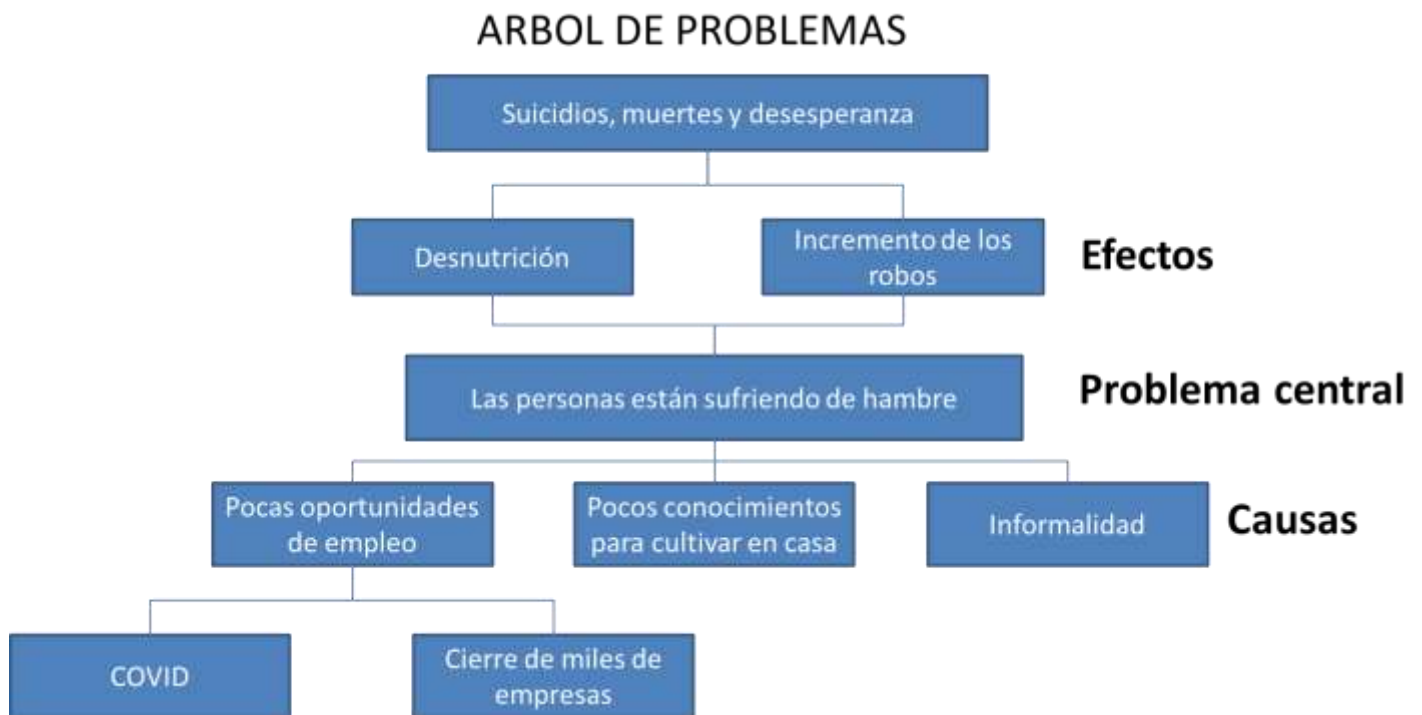 ARBOL DE PROBLEMAS
Suicidios, muertes y desesperanza
Desnutrición
Incremento de los
robos
Efectos
Las personas están sufriendo de hambre
Problema central
Pocas oportunidades
de empleo
Pocos conocimientos
para cultivar en casa
Informalidad
Causas
COVID
Cierre de miles de
empresas